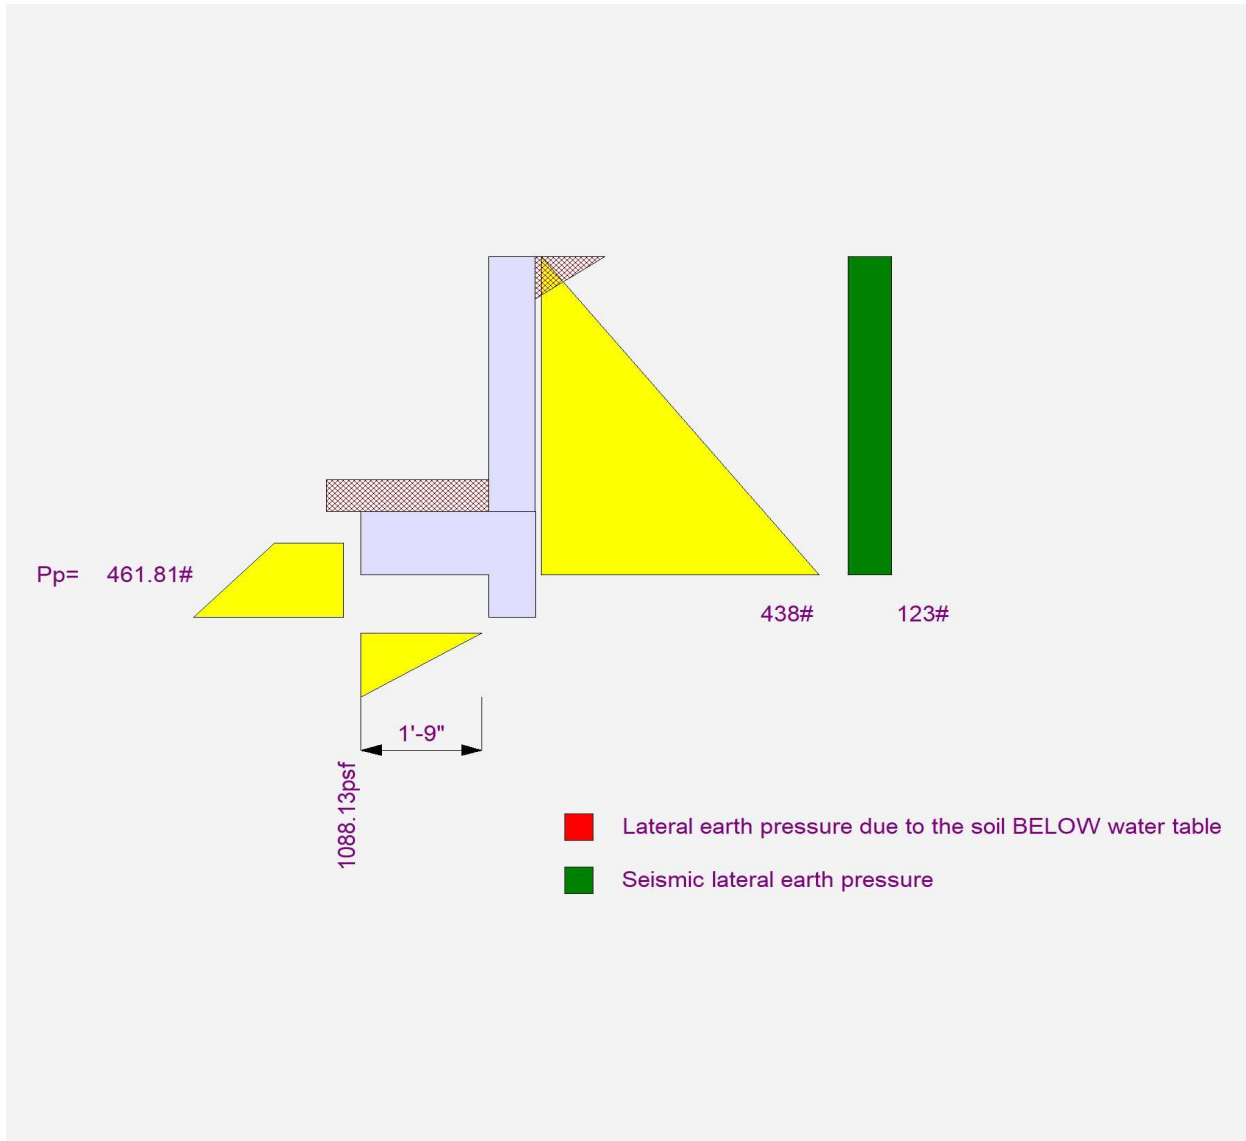 Pp= 461.81#
438# 123#
1'-9"
1088.13psf
Lateral earth pressure due to the soil BELOW water table
Seismic lateral earth pressure